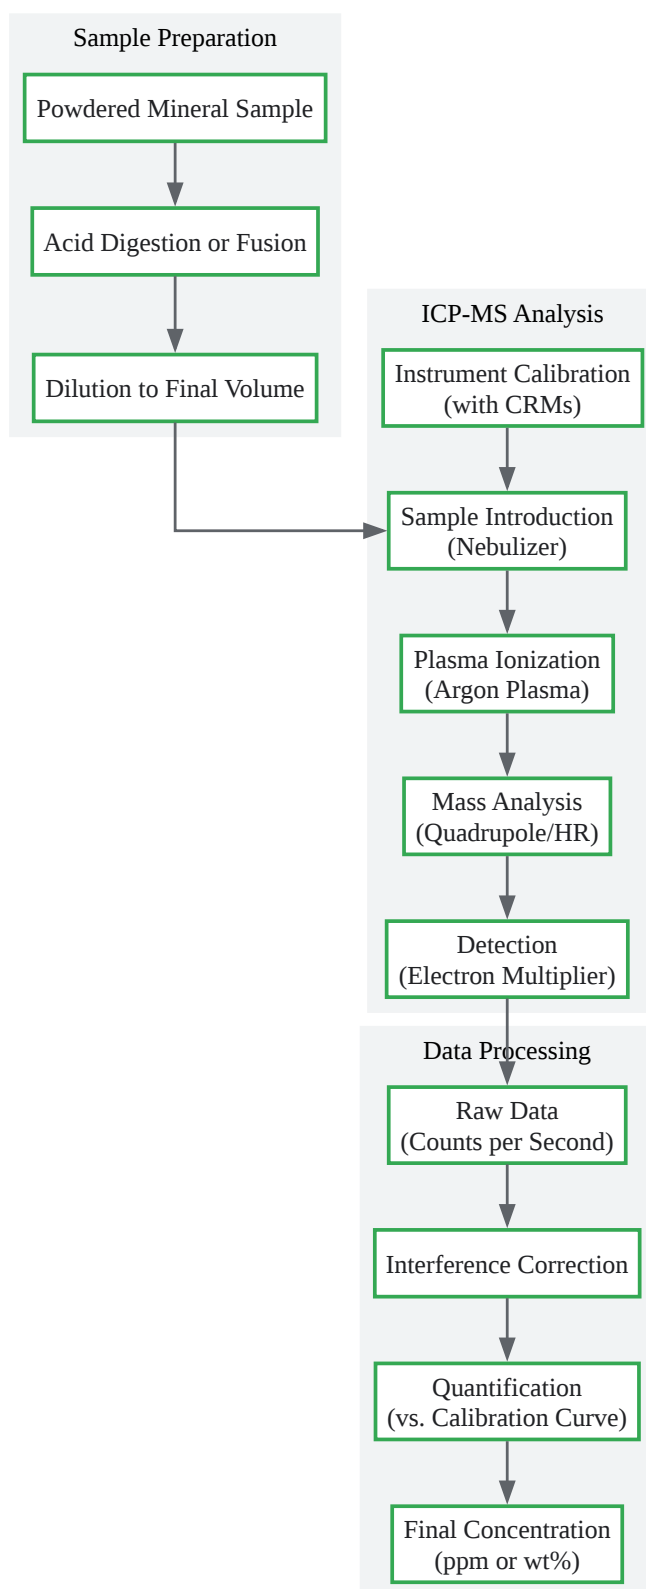 Sample Preparation
Powdered Mineral Sample
Acid Digestion or Fusion
Dilution to Final Volume
ICP-MS Analysis
Instrument Calibration
(with CRMs)
Sample Introduction
(Nebulizer)
Plasma Ionization
(Argon Plasma)
Mass Analysis
(Quadrupole/HR)
Detection
(Electron Multiplier)
Data Processing
Raw Data
(Counts per Second)
Interference Correction
Quantification
(vs. Calibration Curve)
Final Concentration
(ppm or wt%)